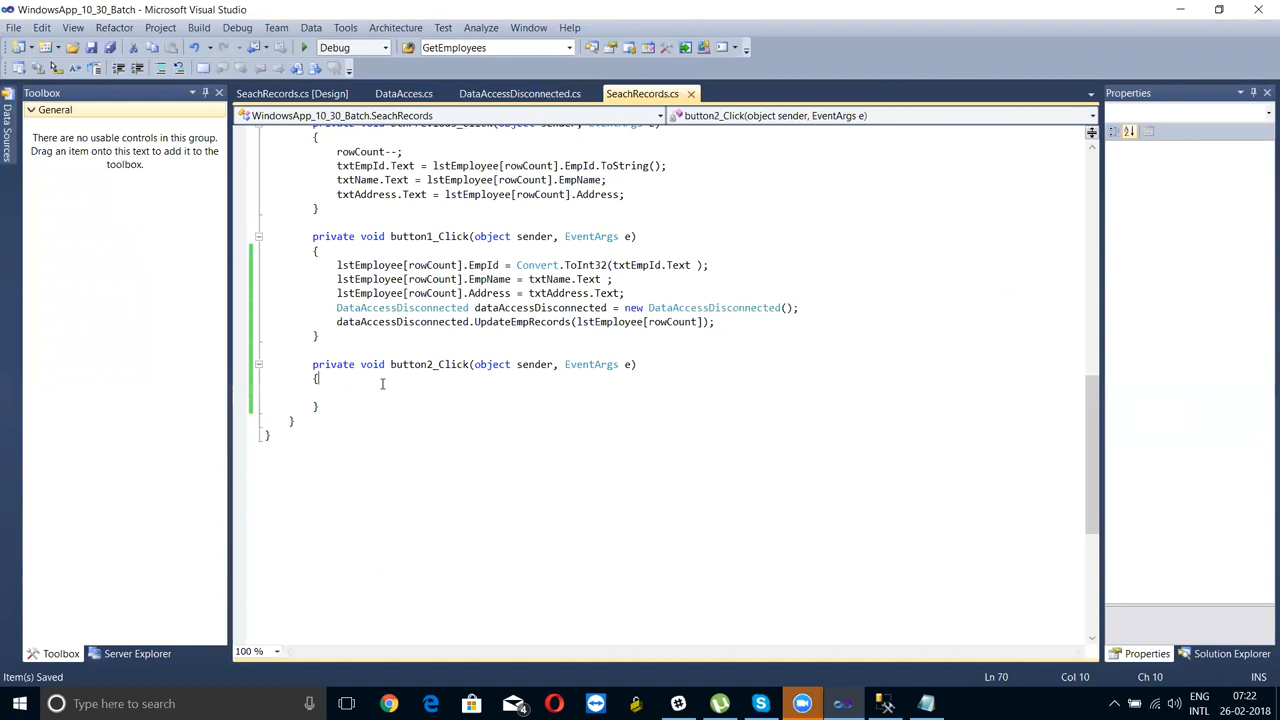 WindowsApp_10_30_Batch - Microsoft Visual Studio
File Edit View Refactor Project Build Debug Team Data Tools Architecture Test Analyze Window Help
Debug GetEmployees
Toolbox SeachRecords.cs [Design] DataAcces.cs DataAccessDisconnected.cs SeachRecords.cs Properties
General WindowsApp_10_30_Batch.SeachRecords button2_Click(object sender, EventArgs e)
There are no usable controls in this group. Drag an item onto this text to add it to the toolbox.
Data Sources
{
rowCount--;
txtEmpId.Text = lstEmployee[rowCount].EmpId.ToString();
txtName.Text = lstEmployee[rowCount].EmpName;
txtAddress.Text = lstEmployee[rowCount].Address;
}
private void button1_Click(object sender, EventArgs e)
{
lstEmployee[rowCount].EmpId = Convert.ToInt32(txtEmpId.Text );
lstEmployee[rowCount].EmpName = txtName.Text ;
lstEmployee[rowCount].Address = txtAddress.Text;
DataAccessDisconnected dataAccessDisconnected = new DataAccessDisconnected();
dataAccessDisconnected.UpdateEmpRecords(lstEmployee[rowCount]);
}
private void button2_Click(object sender, EventArgs e)
{
}
}
}
100 %
Toolbox Server Explorer Properties Solution Explorer
Item(s) Saved Ln 70 Col 10 Ch 10 INS
Type here to search 4 ENG 07:22
INTL 26-02-2018